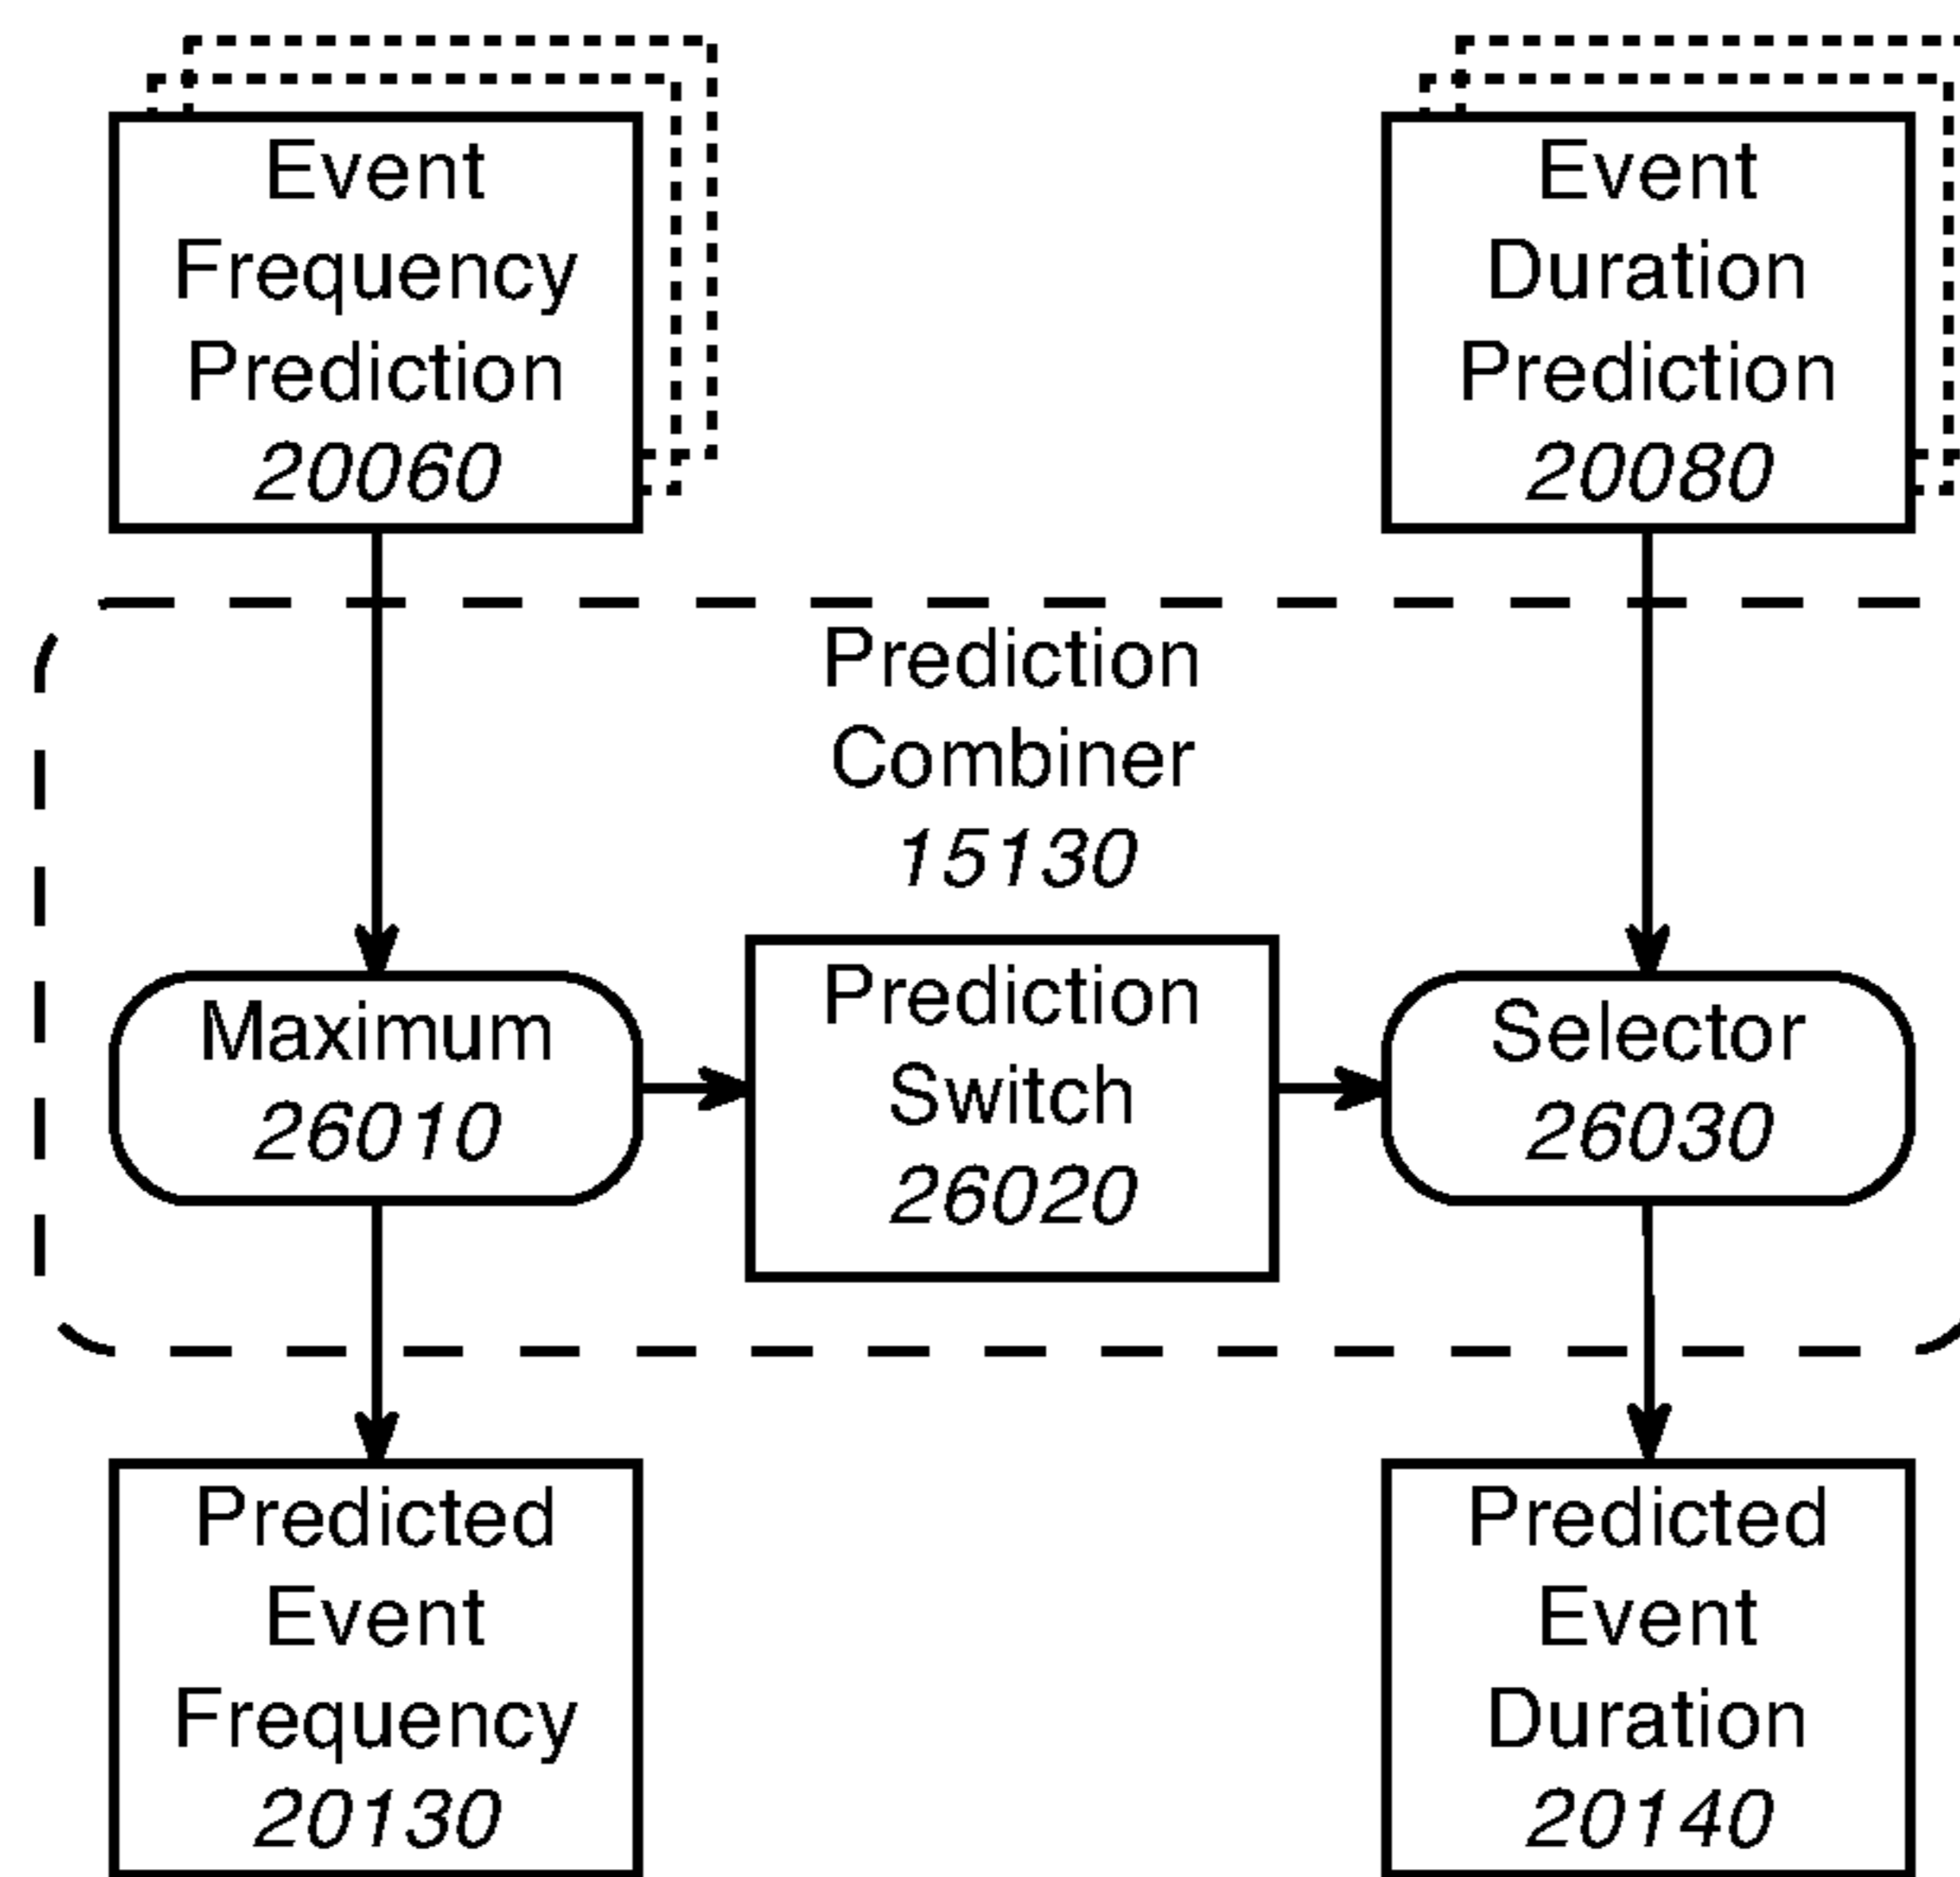 Event
Frequency
Prediction
20060
Event
Duration
Prediction
20080
Prediction
Combiner
15130
Maximum
26010
Prediction
Switch
26020
Selector
26030
Predicted
Event
Frequency
20130
Predicted
Event
Duration
20140